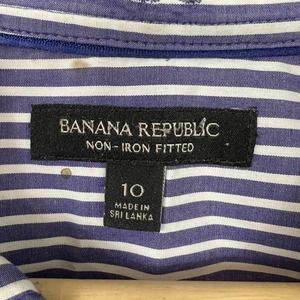 BANANA REPUBLIC
NON-IRON FITTED
10
MADE IN
SRI LANKA